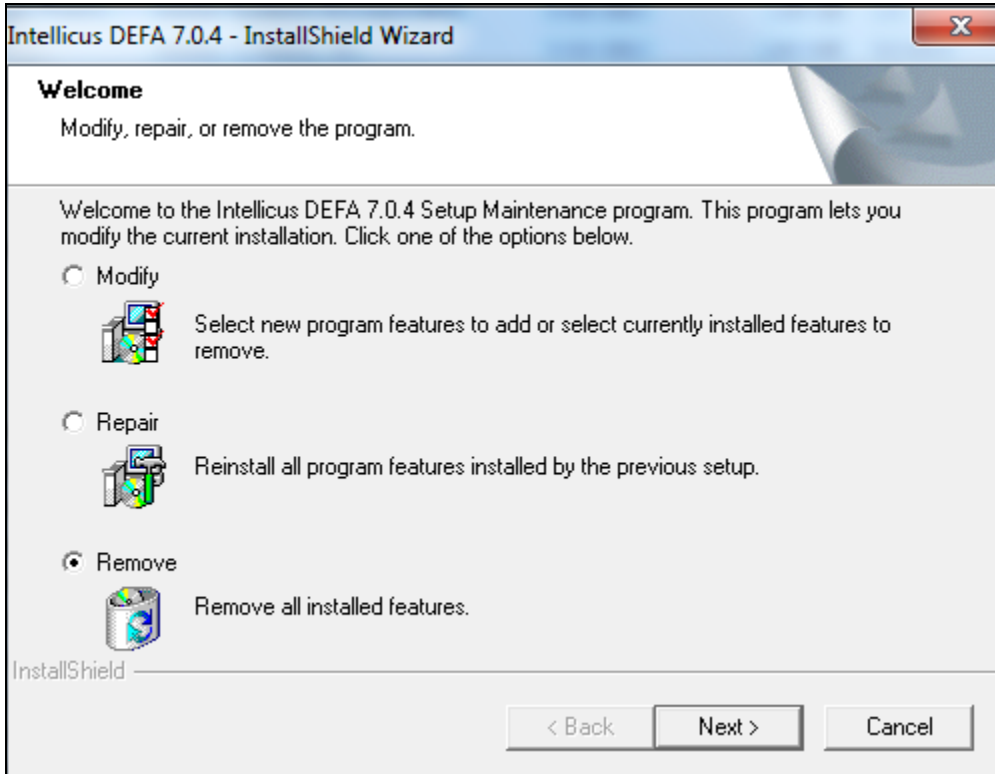 Intellicus DEFA 7.0.4 - InstallShield Wizard
Welcome
Modify, repair, or remove the program.
Welcome to the Intellicus DEFA 7.0.4 Setup Maintenance program. This program lets you
modify the current installation. Click one of the options below.
Modify
Select new program features to add or select currently installed features to
remove.
Repair
Reinstall all program features installed by the previous setup.
Remove
Remove all installed features.
InstallShield
< Back
Next >
Cancel